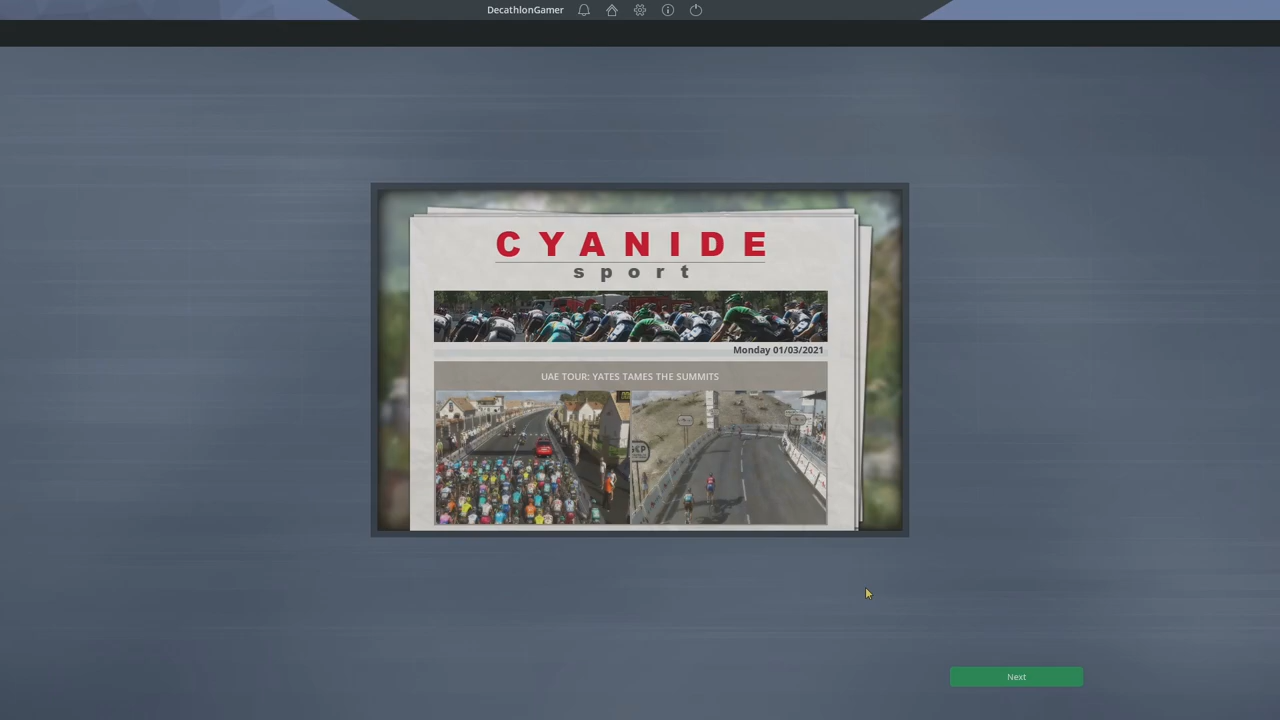 DecathlonGamer
CYANIDE
sport
Monday 01/03/2021
UAE TOUR: YATES TAMES THE SUMMITS
Next